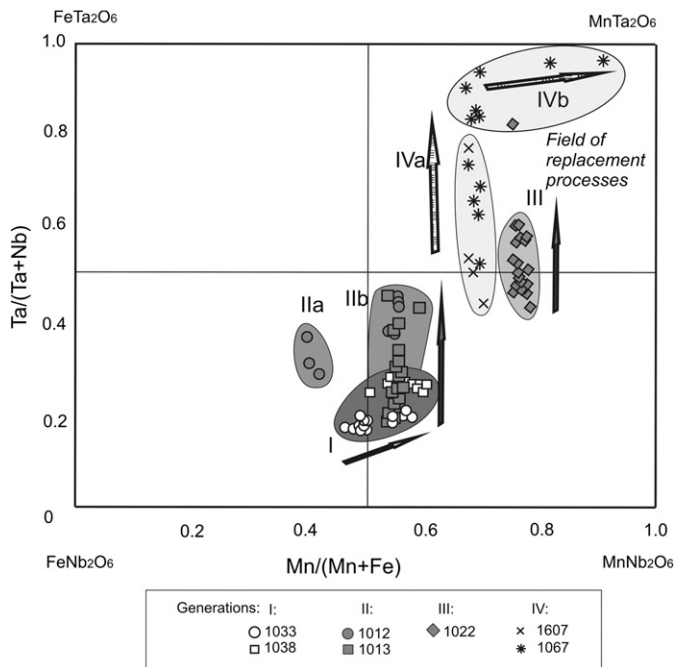 FeTa2O6 MnTa2O6
1.0
IVb
Field of
replacement
processes
IVa
0.8
III
0.6
Ta/(Ta+Nb)
IIa IIb
0.4
0.2
I
0
0.2 0.4 0.6 0.8 1.0
FeNb2O6 Mn/(Mn+Fe) MnNb2O6
Generations: I: II: III: IV:
1033 1012 1022 1607
1038 1013 1067